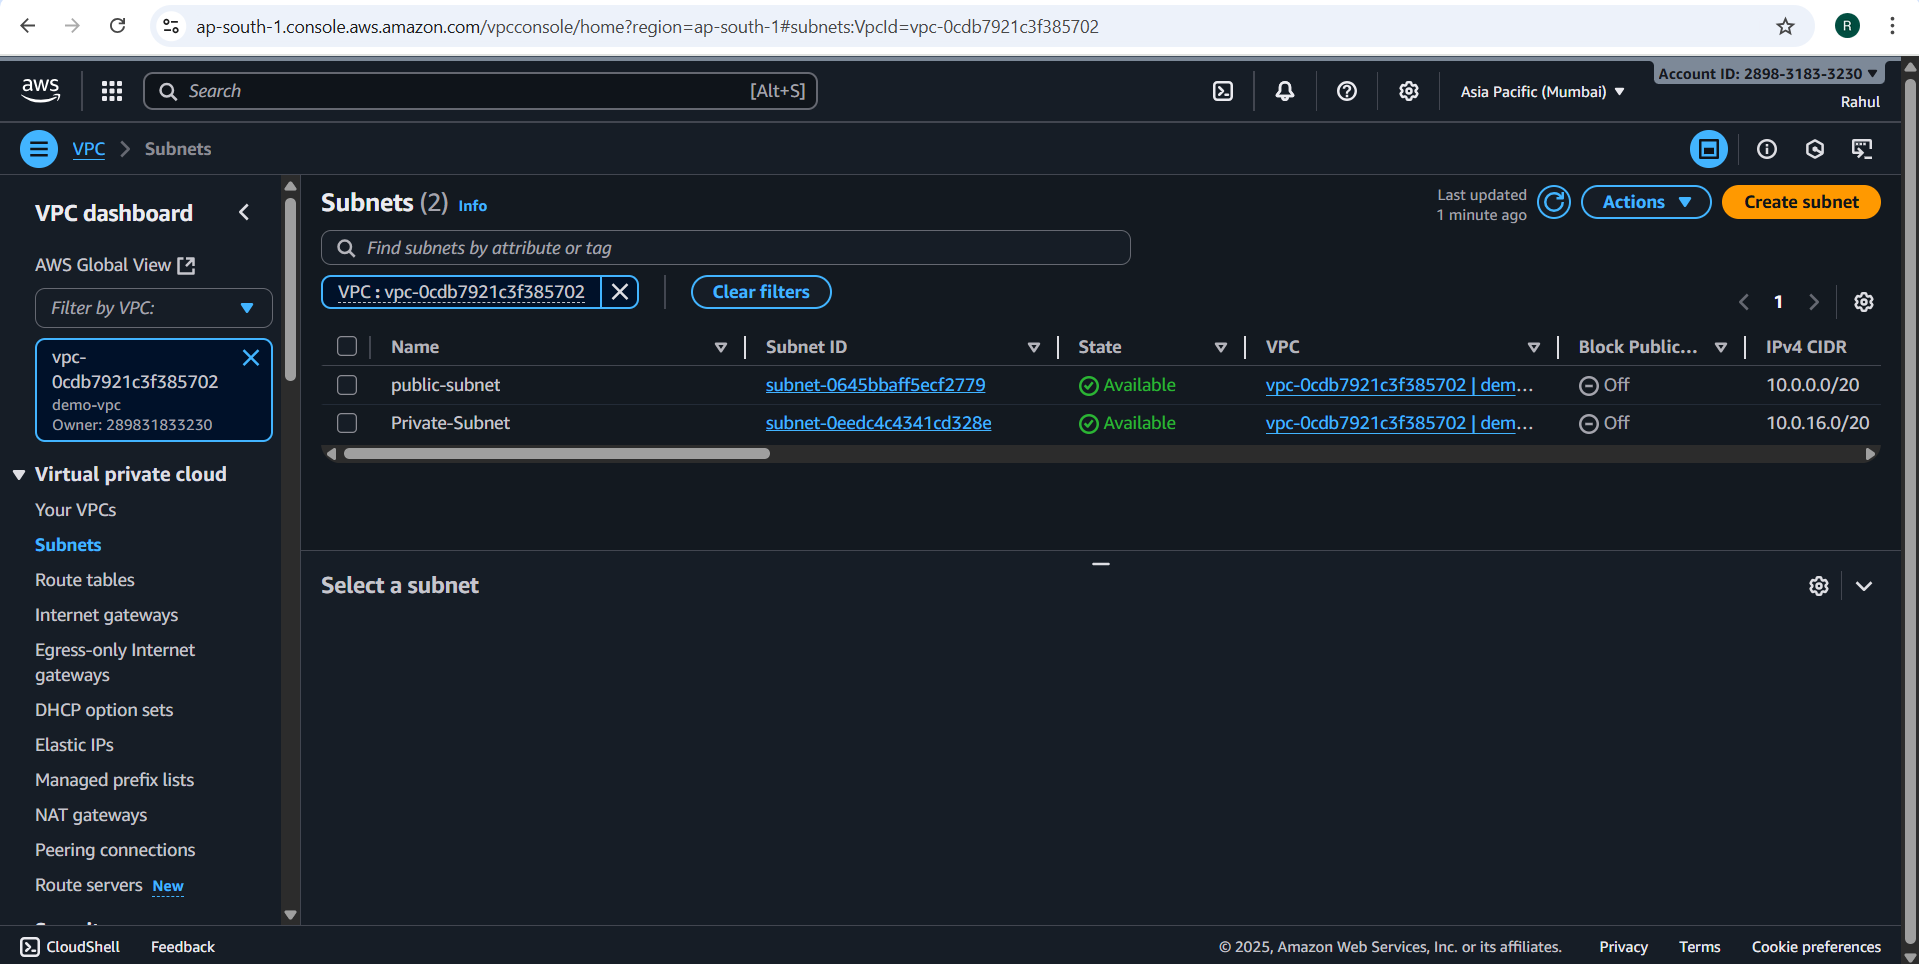 ap-south-1.console.aws.amazon.com/vpcconsole/home?region=ap-south-1#subnets:VpcId=vpc-0cdb7921c3f385702
R
aws
Search [Alt+S]
Asia Pacific (Mumbai)
Account ID: 2898-3183-3230
Rahul
VPC Subnets
VPC dashboard
AWS Global View
Filter by VPC:
vpc-
0cdb7921c3f385702
demo-vpc
Owner: 289831833230
Virtual private cloud
Your VPCs
Subnets
Route tables
Internet gateways
Egress-only Internet
gateways
DHCP option sets
Elastic IPs
Managed prefix lists
NAT gateways
Peering connections
Route servers New
Subnets (2) Info
Last updated
1 minute ago
Actions
Create subnet
Find subnets by attribute or tag
VPC : vpc-0cdb7921c3f385702
Clear filters
1
Name Subnet ID State VPC Block Public... IPv4 CIDR
public-subnet subnet-0645bbaff5ecf2779 Available vpc-0cdb7921c3f385702 | dem... Off 10.0.0.0/20
Private-Subnet subnet-0eedc4c4341cd328e Available vpc-0cdb7921c3f385702 | dem... Off 10.0.16.0/20
Select a subnet
CloudShell Feedback © 2025, Amazon Web Services, Inc. or its affiliates. Privacy Terms Cookie preferences